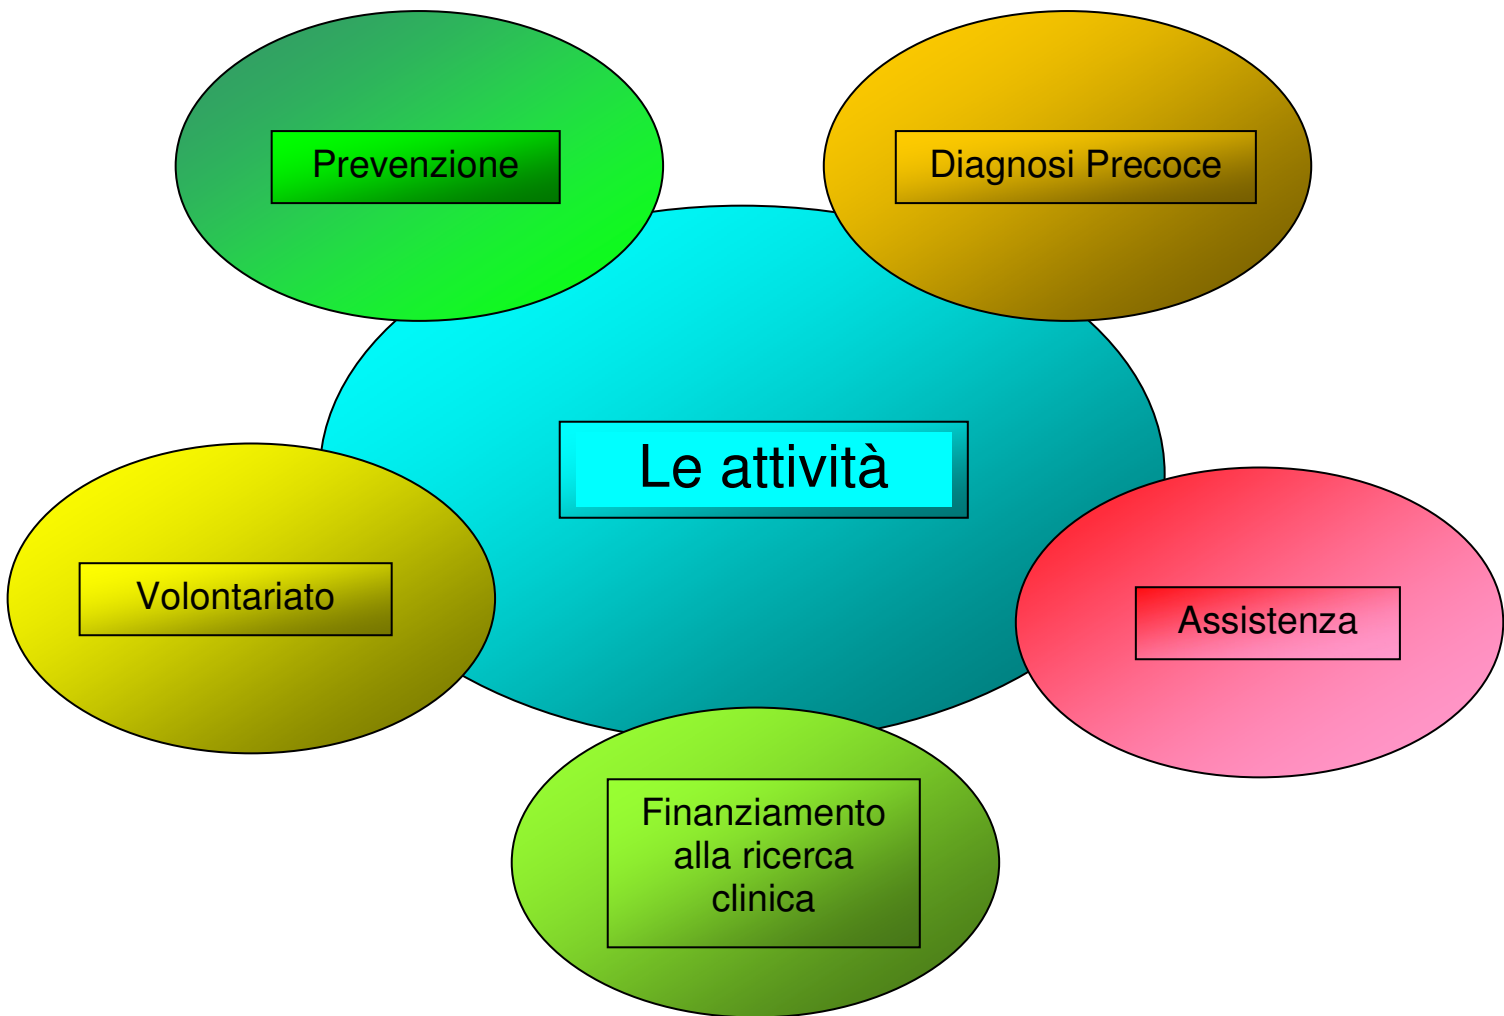 Prevenzione
Diagnosi Precoce
Le attività
Volontariato
Assistenza
Finanziamento
alla ricerca
clinica